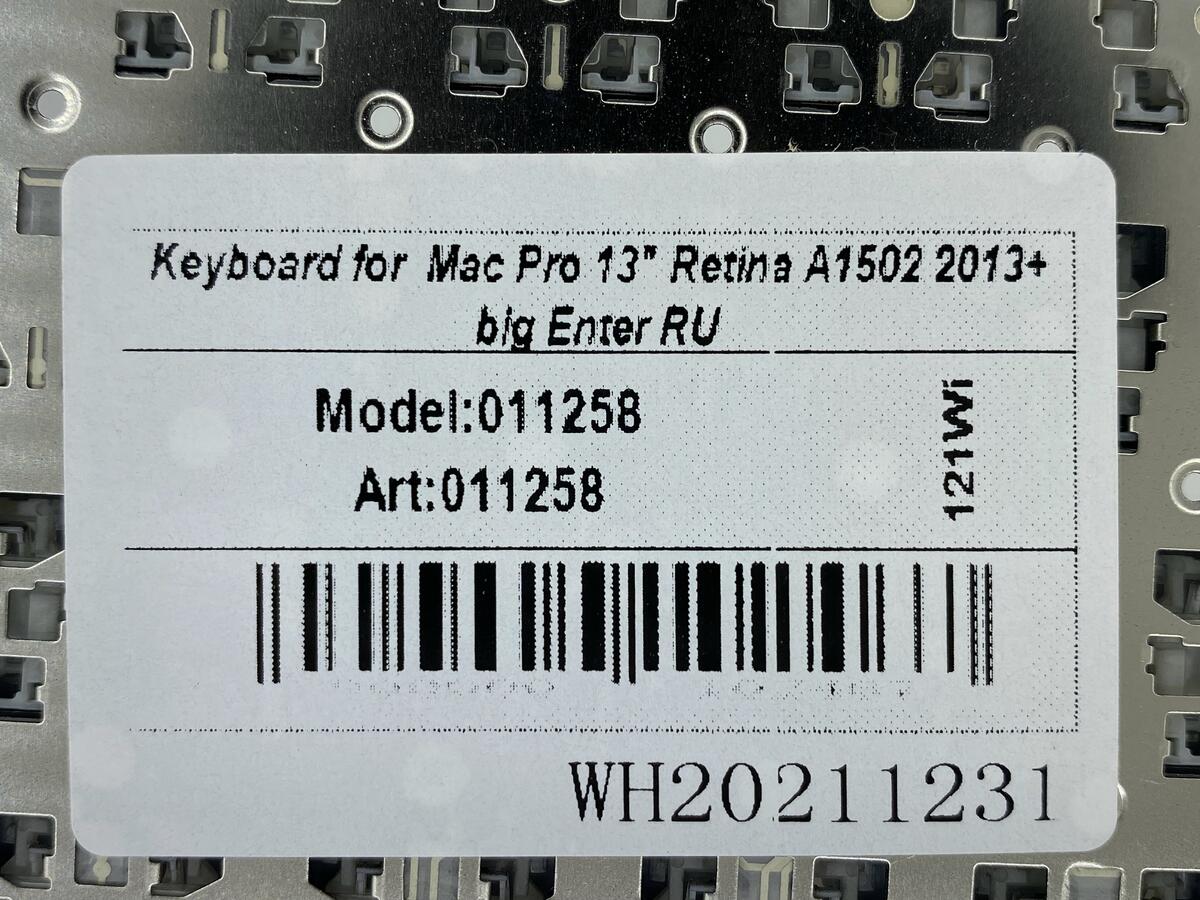 Keyboard for Mac Pro 13" Retina A1502 2013+
big Enter RU
Model:011258
Art:011258
121Wi
WH20211231